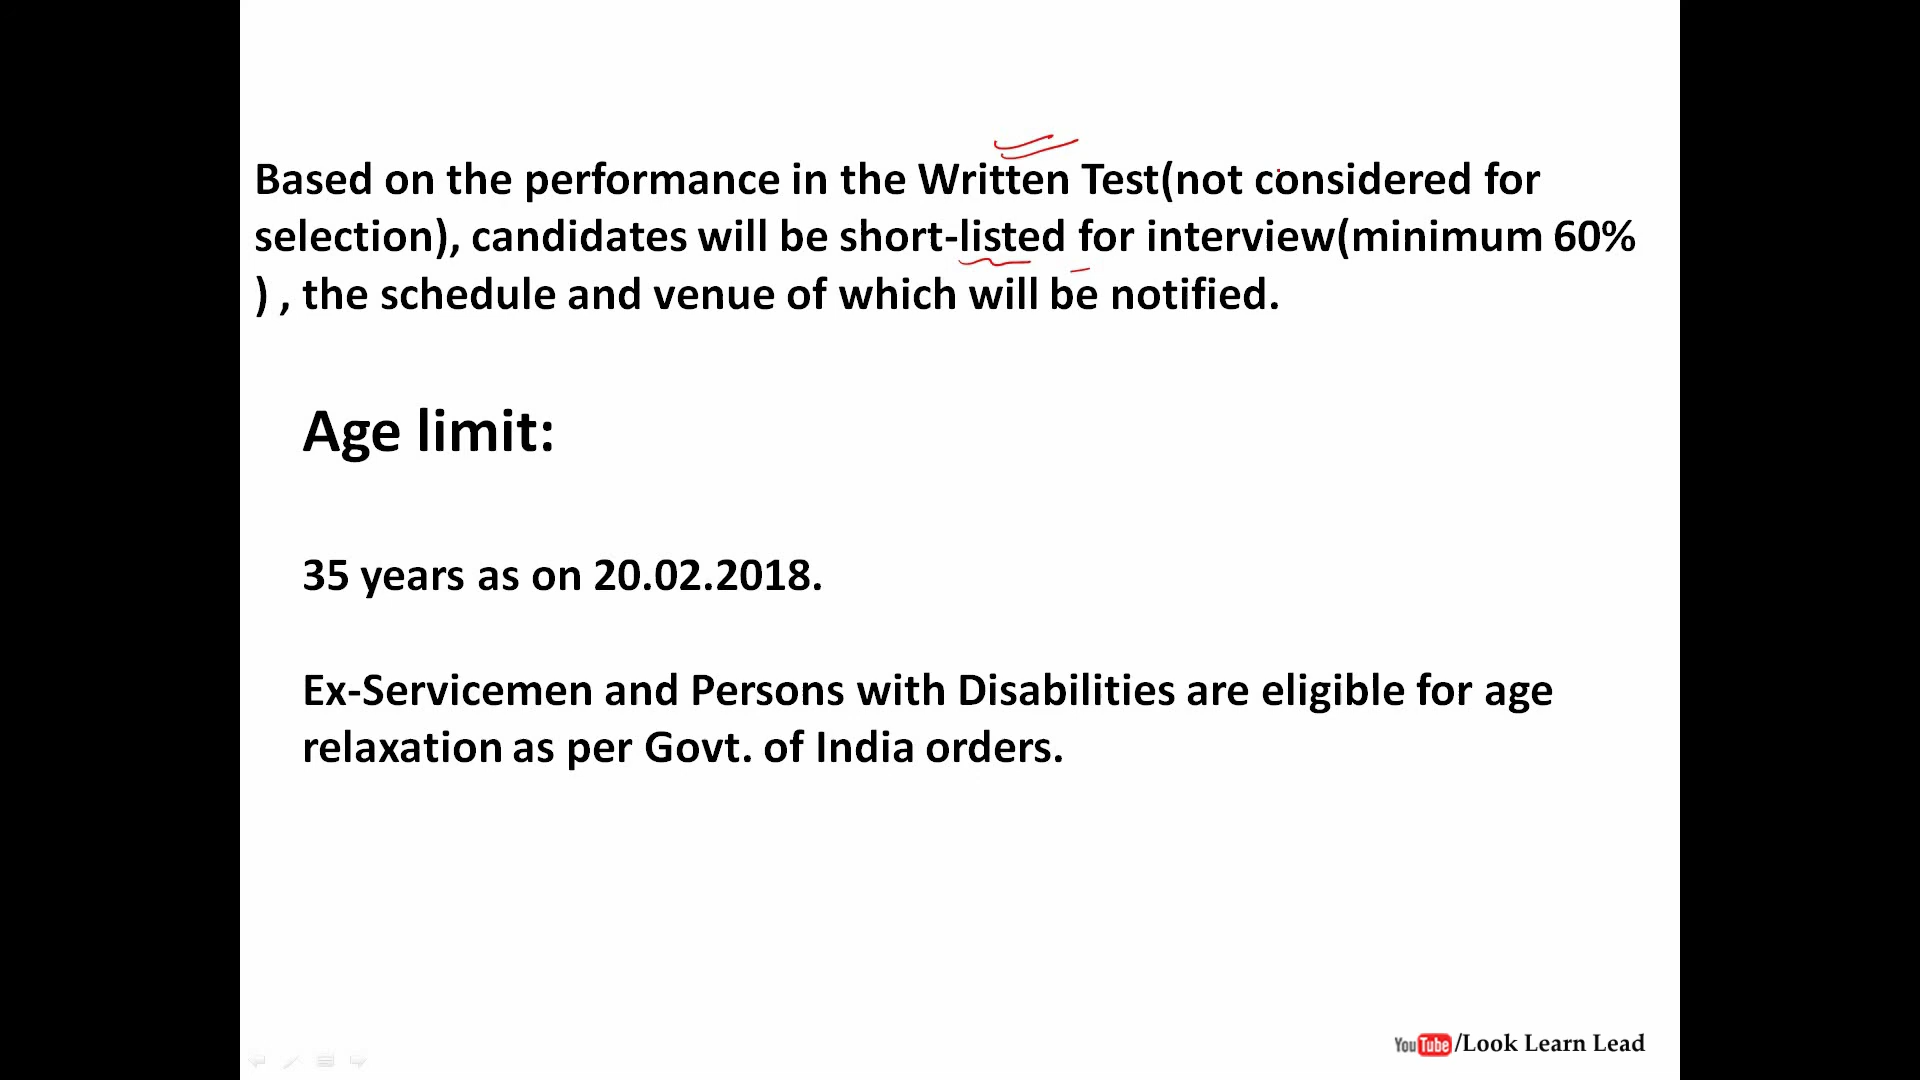 Based on the performance in the Written Test(not considered for
selection), candidates will be short-listed for interview(minimum 60%
) , the schedule and venue of which will be notified.
Age limit:
35 years as on 20.02.2018.
Ex-Servicemen and Persons with Disabilities are eligible for age
relaxation as per Govt. of India orders.
YouTube/Look Learn Lead